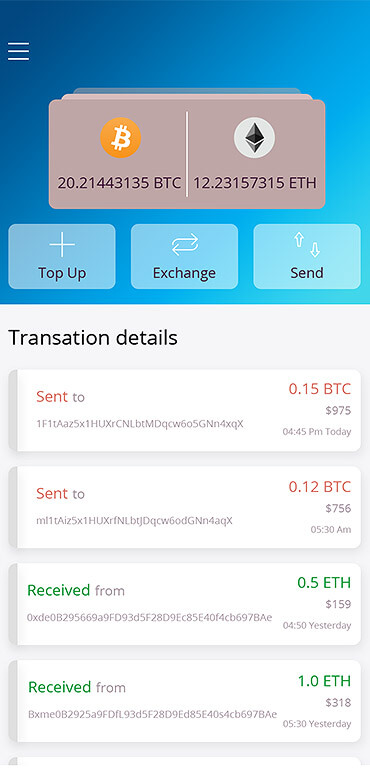 20.21443135 BTC 12.23157315 ETH
Top Up Exchange Send
Transation details
Sent to 0.15 BTC
1F1tAaz5x1HUXrCNLbtMDqcw6o5GNn4xqX $975
04:45 Pm Today
Sent to 0.12 BTC
ml1tAiz5x1HUXrfNLbtJDqcw6odGNn4aqX $756
05:30 Am
Received from 0.5 ETH
0xde0B295669a9FD93d5F28D9Ec85E40f4cb697BAe $159
04:50 Yesterday
Received from 1.0 ETH
Bxme0B2925a9FDfL93d5F28D9Ed85E40s4cb697BAe $318
05:30 Yesterday